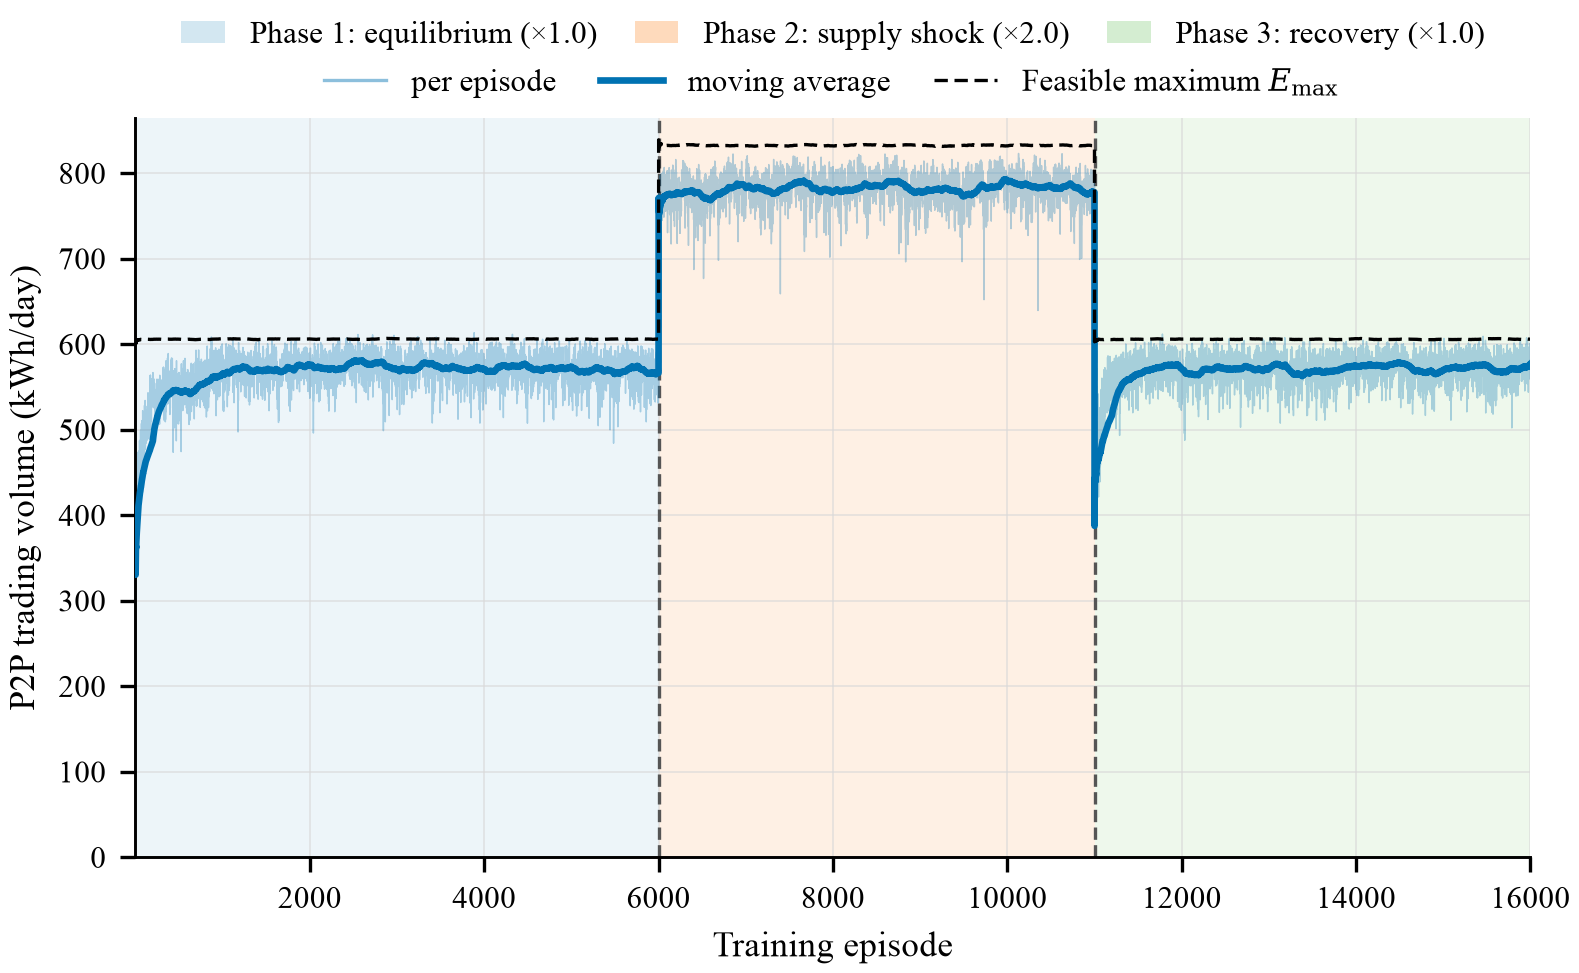 Phase 1: equilibrium (×1.0) Phase 2: supply shock (×2.0) Phase 3: recovery (×1.0)
per episode moving average Feasible maximum E_max
P2P trading volume (kWh/day)
800
700
600
500
400
300
200
100
0
2000 4000 6000 8000 10000 12000 14000 16000
Training episode